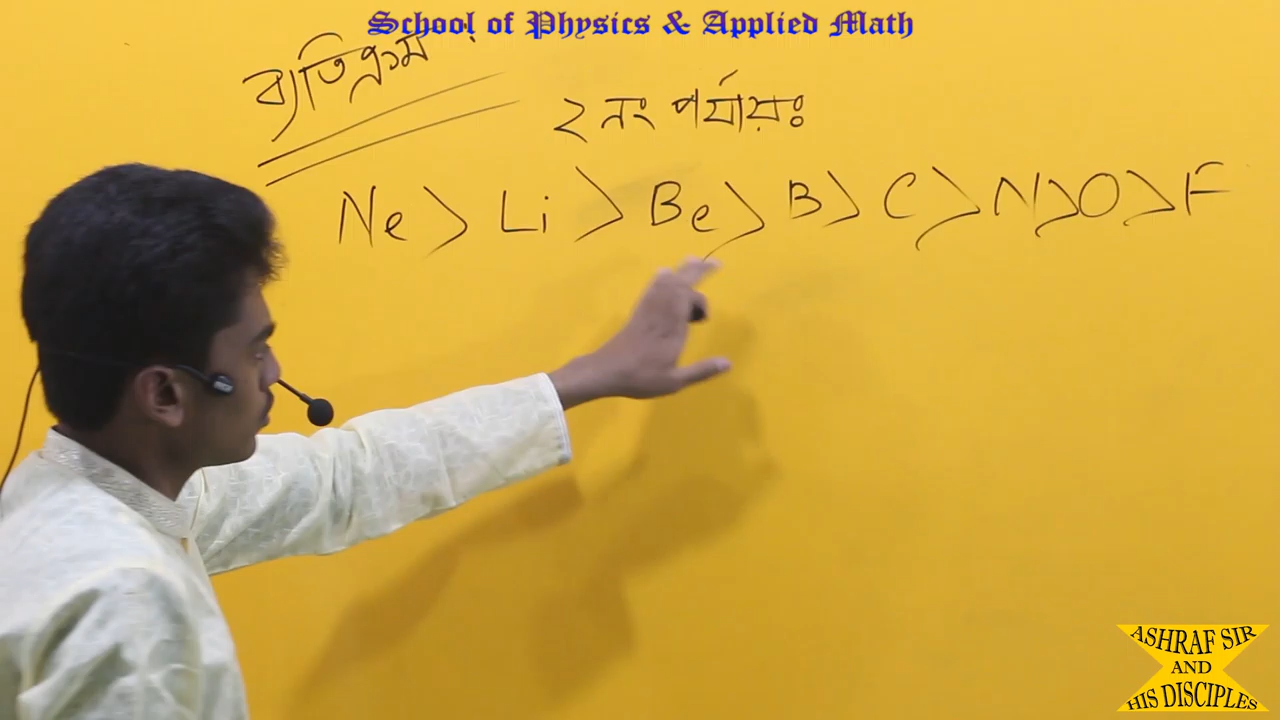 School of Physics & Applied Math
ব্যতিক্রম :
২ নং পর্যায়ঃ
Ne > Li > Be > B > C > N > O > F
ASHRAF SIR
AND
HIS DISCIPLES